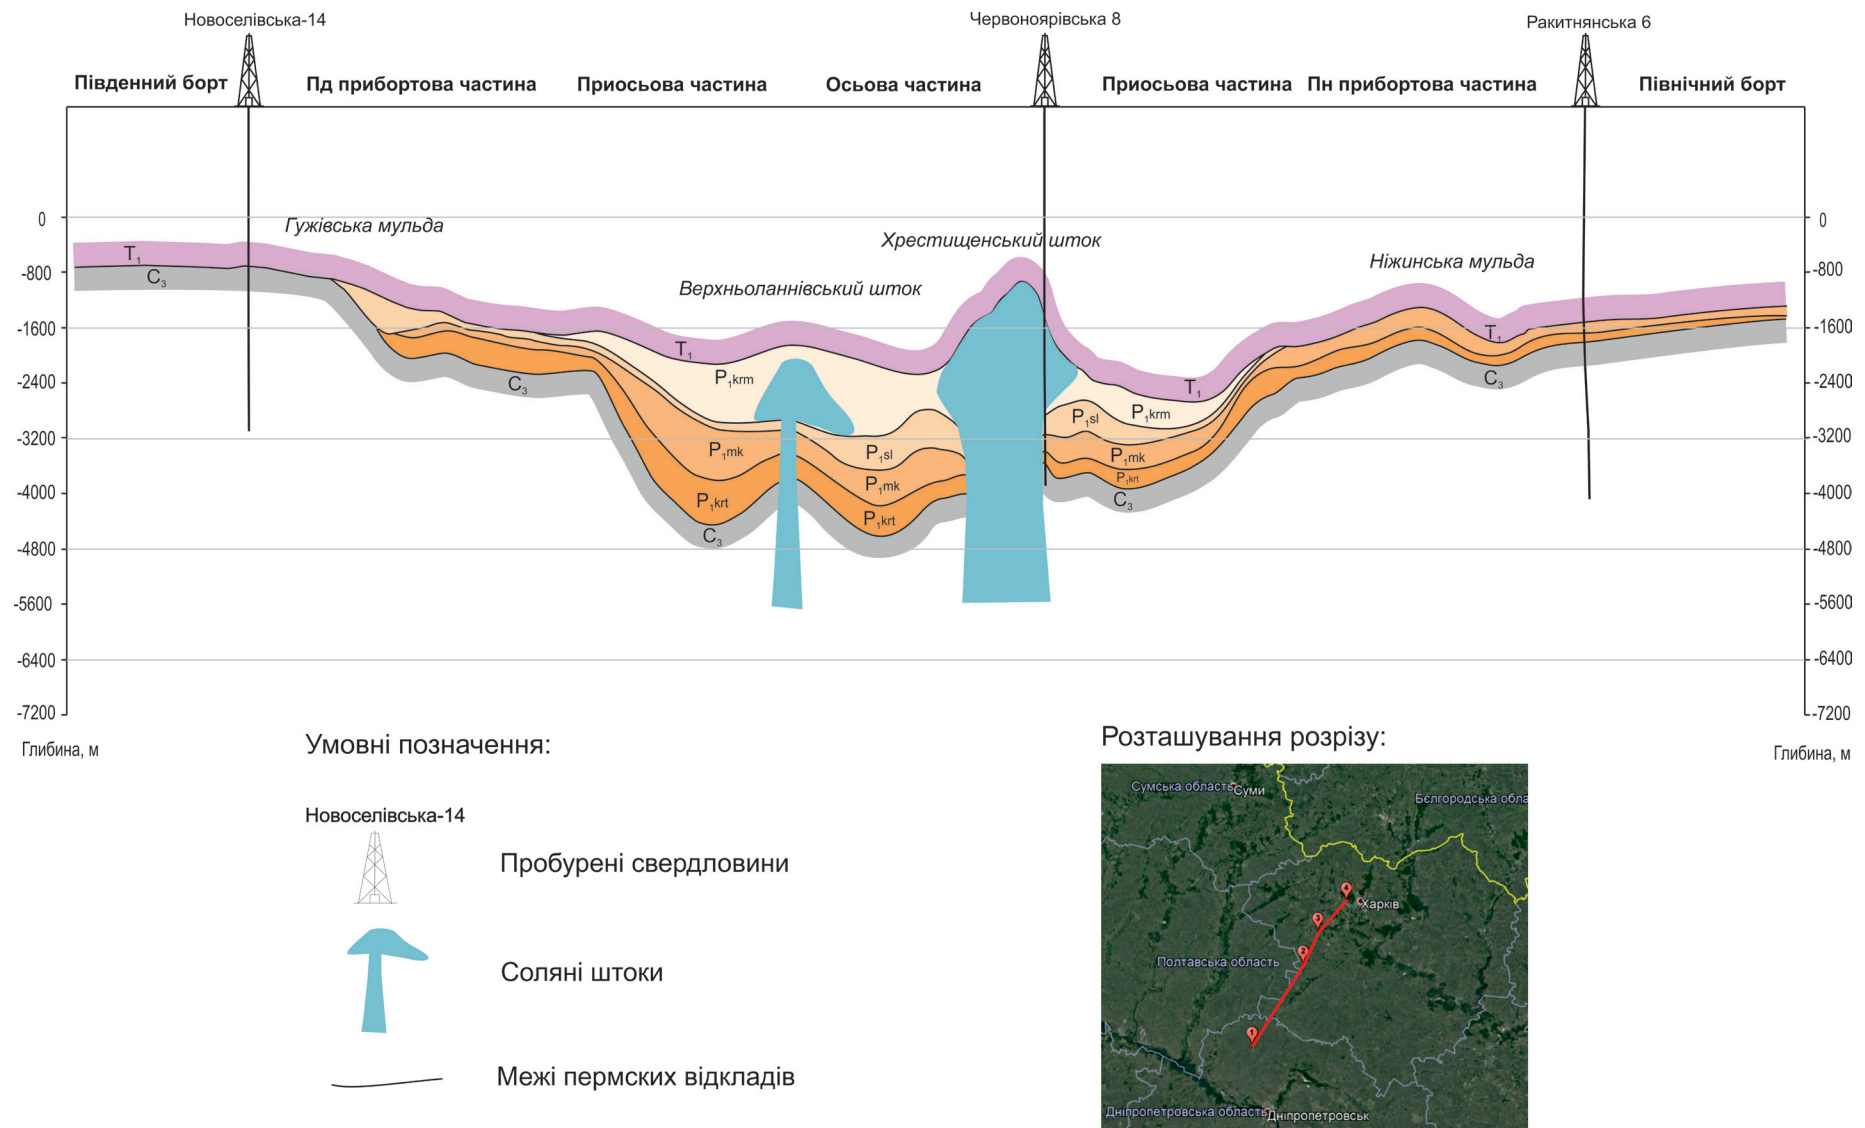 Новоселівська-14
Червоноярівська 8
Ракитнянська 6
Південний борт
Пд прибортова частина
Приосьова частина
Осьова частина
Приосьова частина
Пн прибортова частина
Північний борт
0
-800
-1600
-2400
-3200
-4000
-4800
-5600
-6400
-7200
Глибина, м
0
-800
-1600
-2400
-3200
-4000
-4800
-5600
-6400
-7200
Глибина, м
Гужівська мульда
Хрестищенський шток
Верхньоланнівський шток
Ніжинська мульда
T₁
C₃
C₃
T₁
P₁krm
P₁mk
P₁krt
C₃
P₁sl
P₁mk
P₁krt
T₁
P₁krm
P₁sl
P₁mk
P₁krt
C₃
T₁
C₃
Умовні позначення:
Новоселівська-14
Пробурені свердловини
Соляні штоки
Межі пермских відкладів
Розташування розрізу:
Сумська область
Суми
Бєлгородська обла
4
Харків
3
2
Полтавська область
1
Дніпропетровська область
Дніпропетровськ